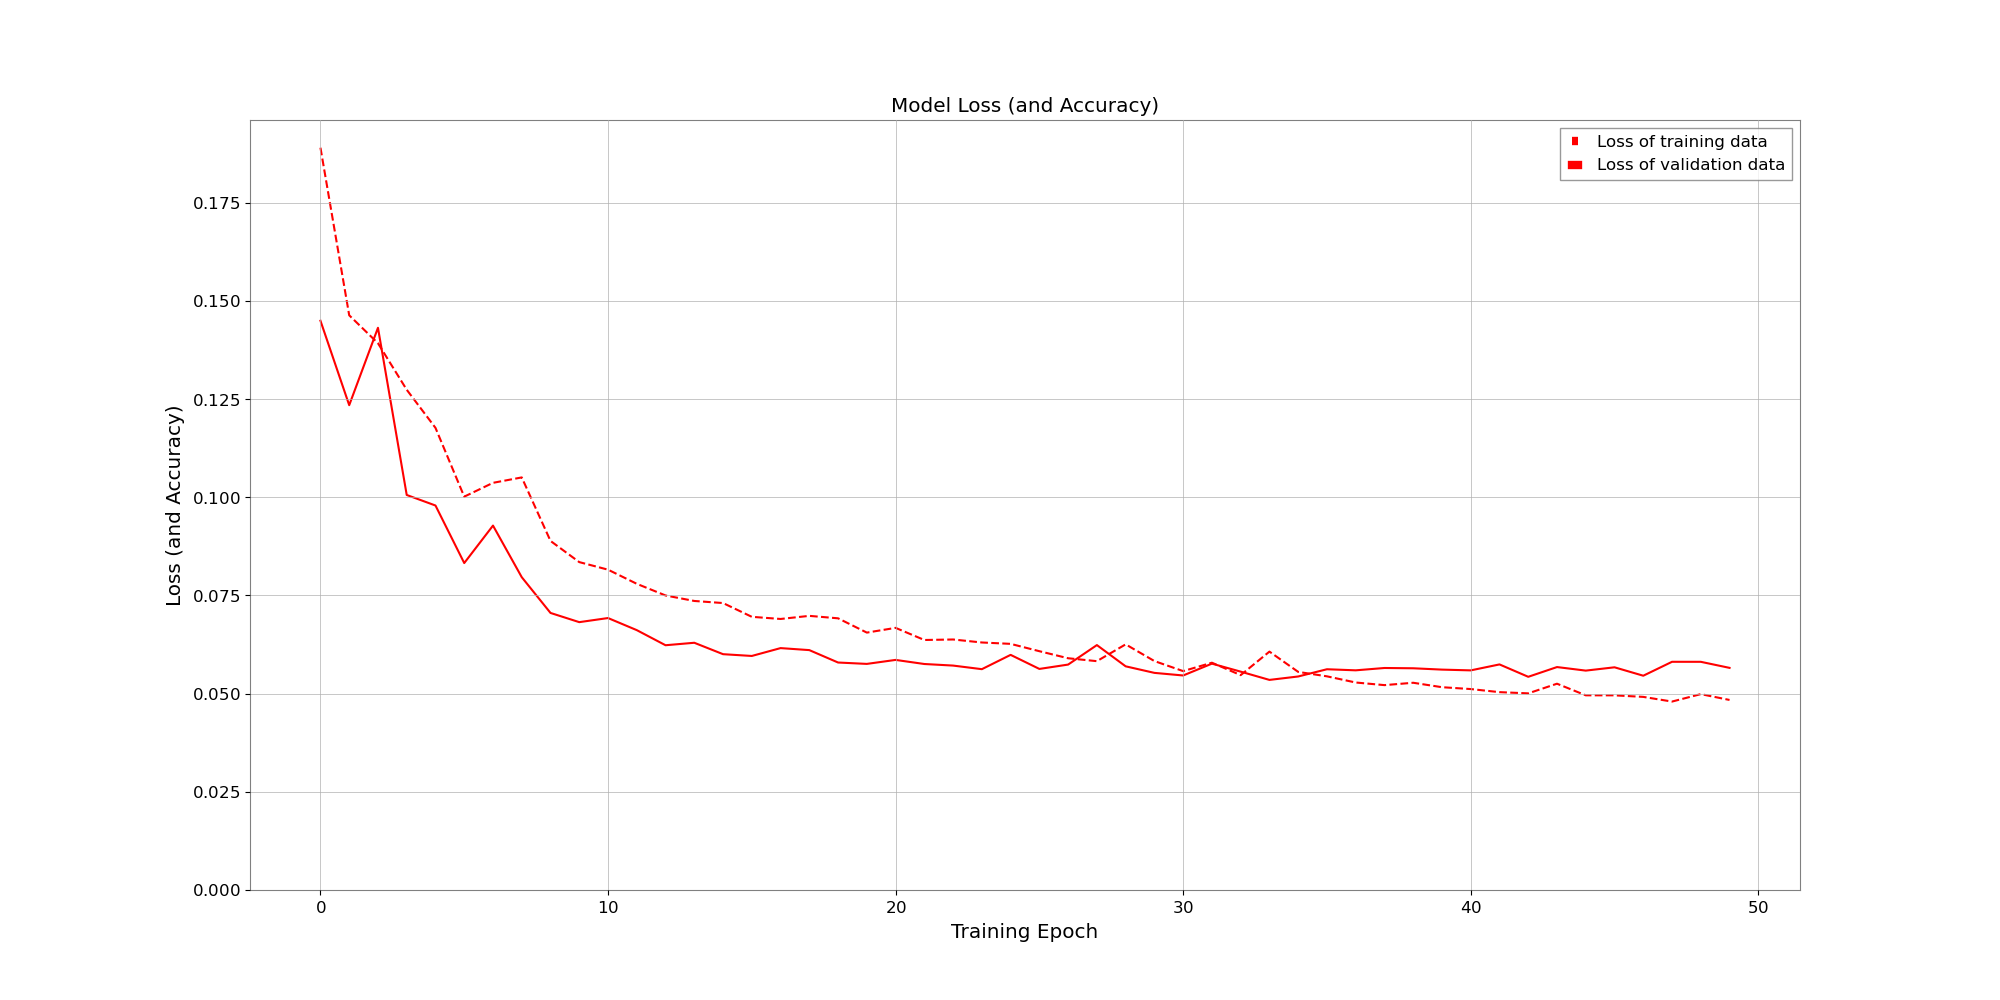 Model Loss (and Accuracy)
Loss of training data
Loss of validation data
Loss (and Accuracy)
0.175
0.150
0.125
0.100
0.075
0.050
0.025
0.000
0 10 20 30 40 50
Training Epoch